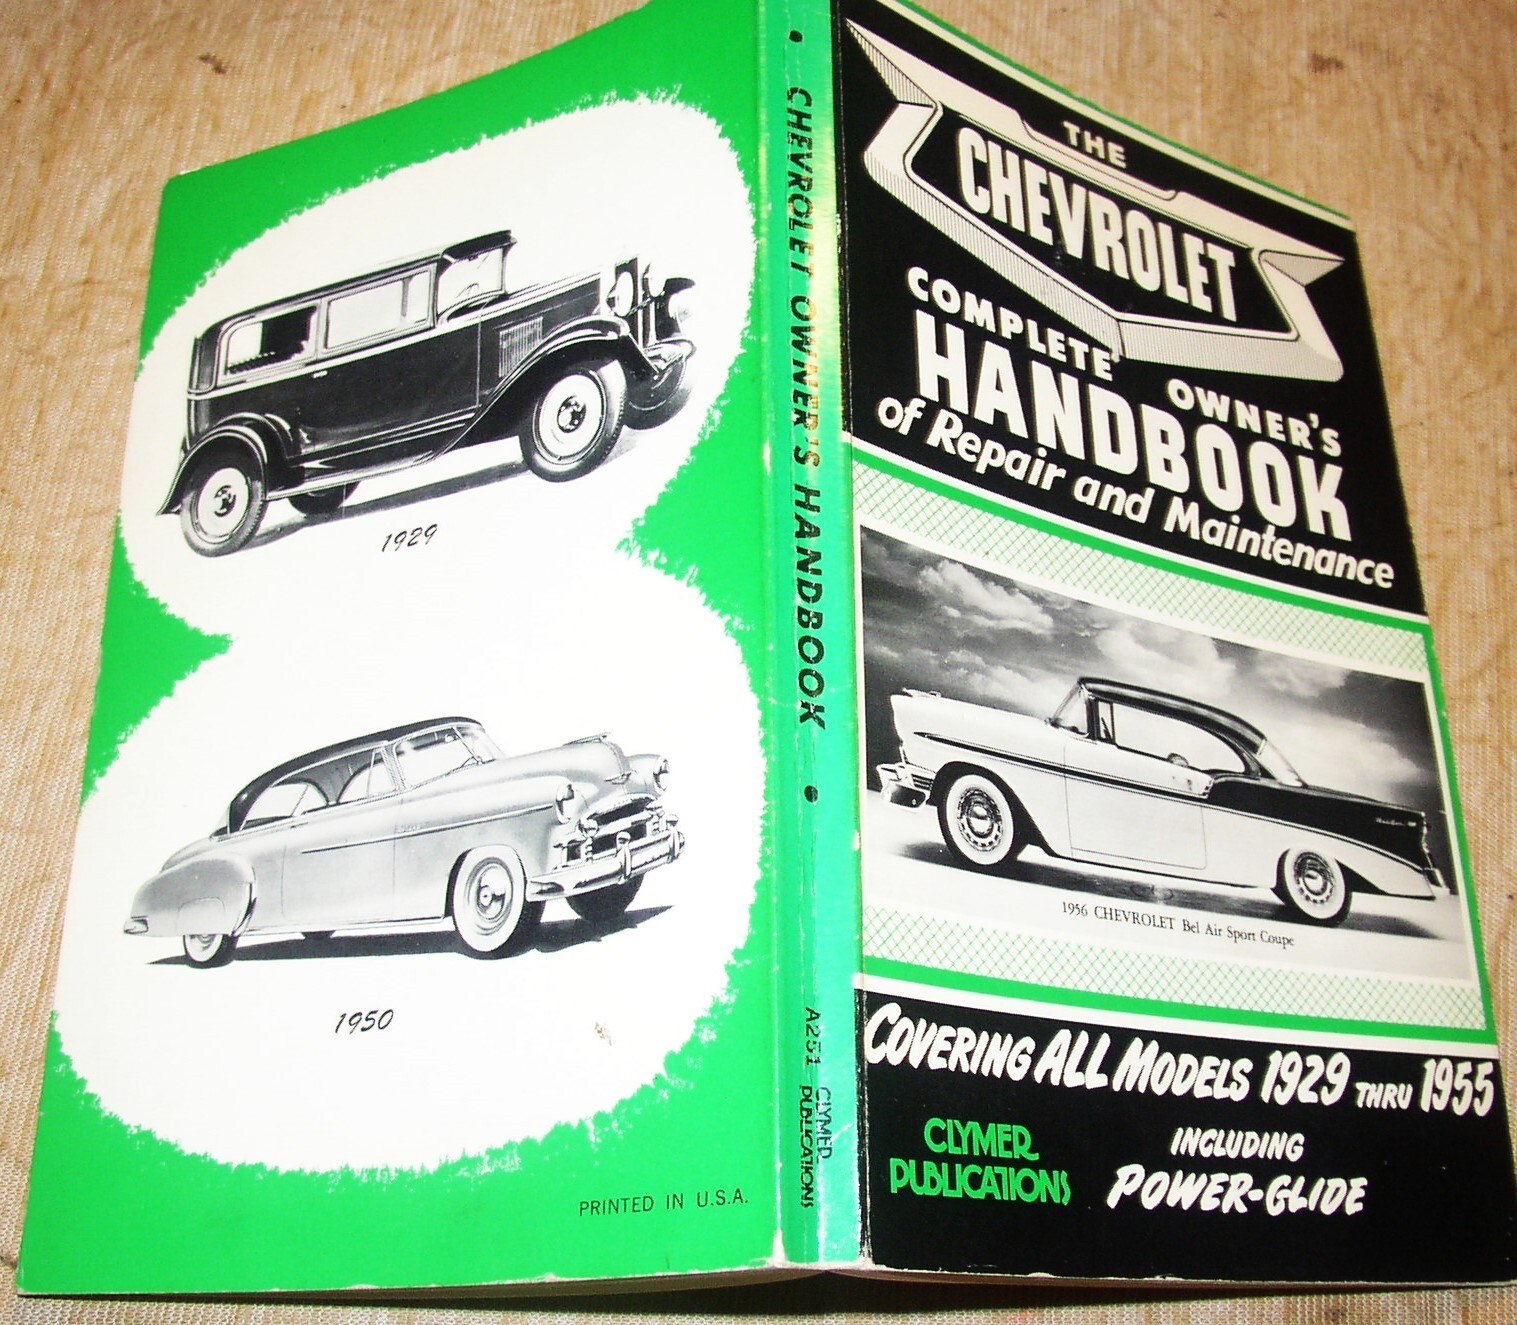 1929
1950
PRINTED IN U.S.A.
• CHEVROLET OWNER'S HANDBOOK •
A251
CLYMER
PUBLICATIONS
THE
CHEVROLET
COMPLETE OWNER'S
HANDBOOK
of Repair and Maintenance
1956 CHEVROLET Bel Air Sport Coupe
COVERING ALL MODELS 1929 THRU 1955
CLYMER
PUBLICATIONS
INCLUDING
POWER-GLIDE